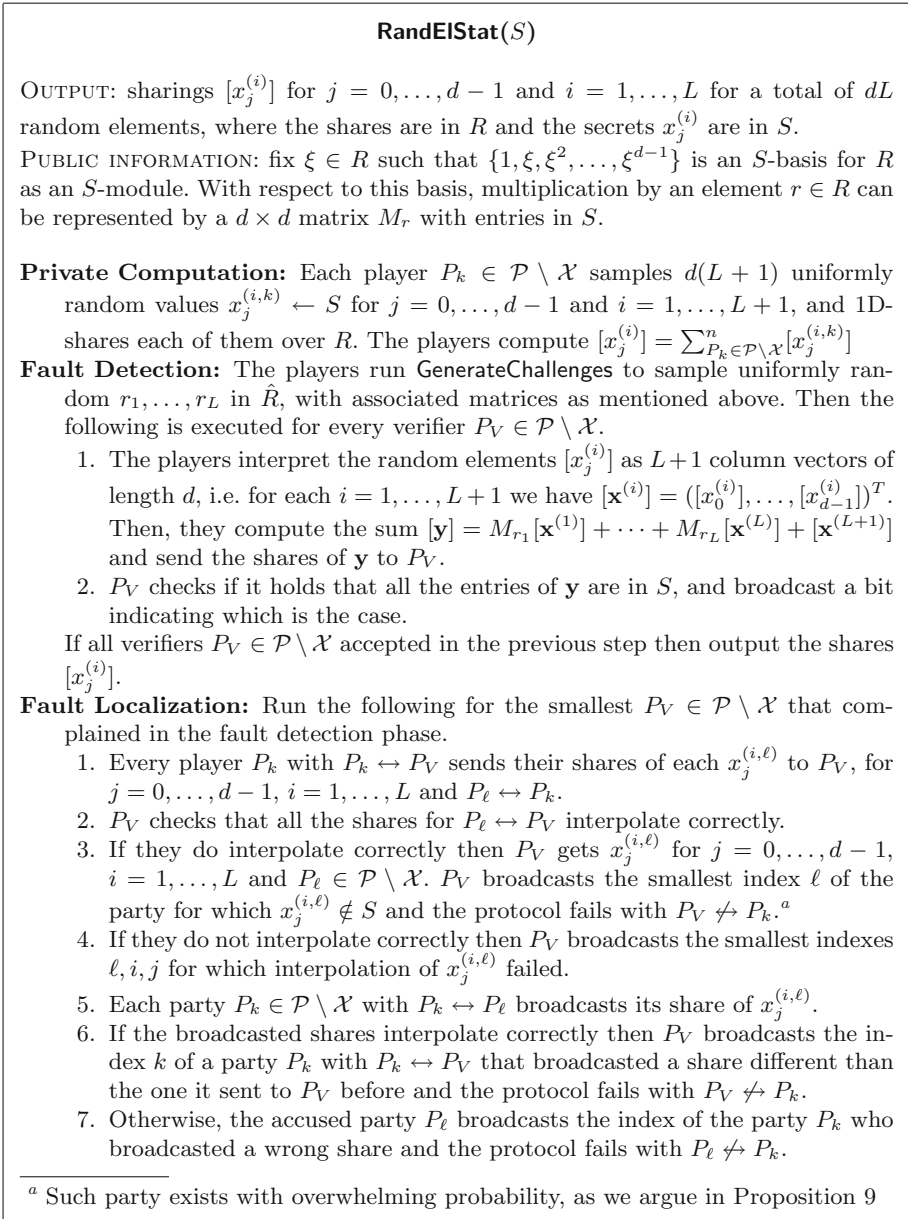 RandElStat(S)
OUTPUT: sharings [x_j^{(i)}] for j = 0, . . . , d − 1 and i = 1, . . . , L for a total of dL
random elements, where the shares are in R and the secrets x_j^{(i)} are in S.
PUBLIC INFORMATION: fix ξ ∈ R such that {1, ξ, ξ^2, . . . , ξ^{d−1}} is an S-basis for R
as an S-module. With respect to this basis, multiplication by an element r ∈ R can
be represented by a d × d matrix M_r with entries in S.
Private Computation: Each player P_k ∈ P \ X samples d(L + 1) uniformly
random values x_j^{(i,k)} ← S for j = 0, . . . , d − 1 and i = 1, . . . , L + 1, and 1D-
shares each of them over R. The players compute [x_j^{(i)}] = ∑_{P_k∈P\X}^n [x_j^{(i,k)}]
Fault Detection: The players run GenerateChallenges to sample uniformly ran-
dom r_1, . . . , r_L in R̂, with associated matrices as mentioned above. Then the
following is executed for every verifier P_V ∈ P \ X.
1. The players interpret the random elements [x_j^{(i)}] as L+1 column vectors of
length d, i.e. for each i = 1, . . . , L + 1 we have [x^{(i)}] = ([x_0^{(i)}], . . . , [x_{d−1}^{(i)}])^T.
Then, they compute the sum [y] = M_{r_1}[x^{(1)}] + · · · + M_{r_L}[x^{(L)}] + [x^{(L+1)}]
and send the shares of y to P_V.
2. P_V checks if it holds that all the entries of y are in S, and broadcast a bit
indicating which is the case.
If all verifiers P_V ∈ P \ X accepted in the previous step then output the shares
[x_j^{(i)}].
Fault Localization: Run the following for the smallest P_V ∈ P \ X that com-
plained in the fault detection phase.
1. Every player P_k with P_k ↔ P_V sends their shares of each x_j^{(i,ℓ)} to P_V, for
j = 0, . . . , d − 1, i = 1, . . . , L and P_ℓ ↔ P_k.
2. P_V checks that all the shares for P_ℓ ↔ P_V interpolate correctly.
3. If they do interpolate correctly then P_V gets x_j^{(i,ℓ)} for j = 0, . . . , d − 1,
i = 1, . . . , L and P_ℓ ∈ P \ X. P_V broadcasts the smallest index ℓ of the
party for which x_j^{(i,ℓ)} ∉ S and the protocol fails with P_V ↮ P_k.^a
4. If they do not interpolate correctly then P_V broadcasts the smallest indexes
ℓ, i, j for which interpolation of x_j^{(i,ℓ)} failed.
5. Each party P_k ∈ P \ X with P_k ↔ P_ℓ broadcasts its share of x_j^{(i,ℓ)}.
6. If the broadcasted shares interpolate correctly then P_V broadcasts the in-
dex k of a party P_k with P_k ↔ P_V that broadcasted a share different than
the one it sent to P_V before and the protocol fails with P_V ↮ P_k.
7. Otherwise, the accused party P_ℓ broadcasts the index of the party P_k who
broadcasted a wrong share and the protocol fails with P_ℓ ↮ P_k.
^a Such party exists with overwhelming probability, as we argue in Proposition 9